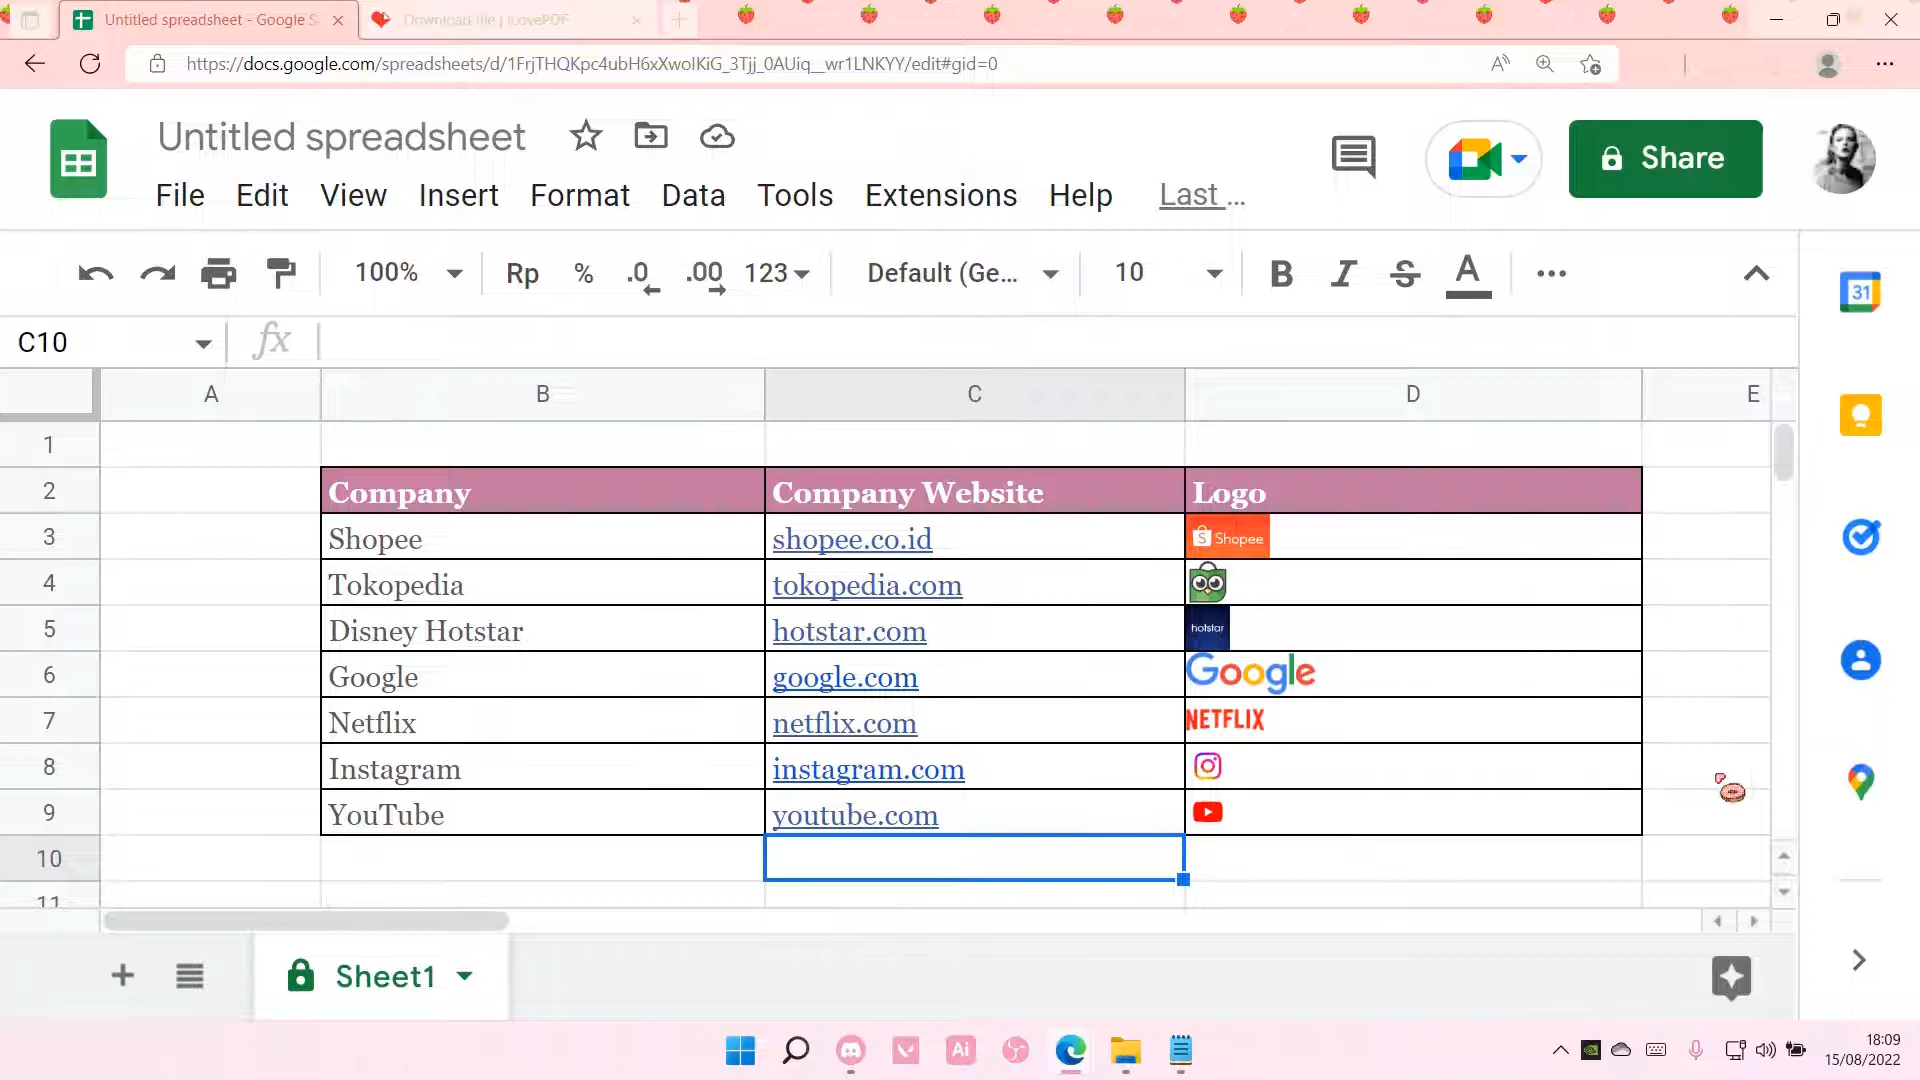 Untitled spreadsheet - Google S
Download file | iLovePDF
https://docs.google.com/spreadsheets/d/1FrjTHQKpc4ubH6xXwolKiG_3Tjj_0AUiq__wr1LNKYY/edit#gid=0
Untitled spreadsheet
Share
File Edit View Insert Format Data Tools Extensions Help Last ...
100% Rp % .0 .00 123 Default (Ge... 10 B I S A
31
C10 fx
A B C D E
1
2 Company Company Website Logo
3 Shopee shopee.co.id Shopee
4 Tokopedia tokopedia.com
5 Disney Hotstar hotstar.com hotstar
6 Google google.com Google
7 Netflix netflix.com NETFLIX
8 Instagram instagram.com
9 YouTube youtube.com
10
11
Sheet1
Ai
18:09
15/08/2022